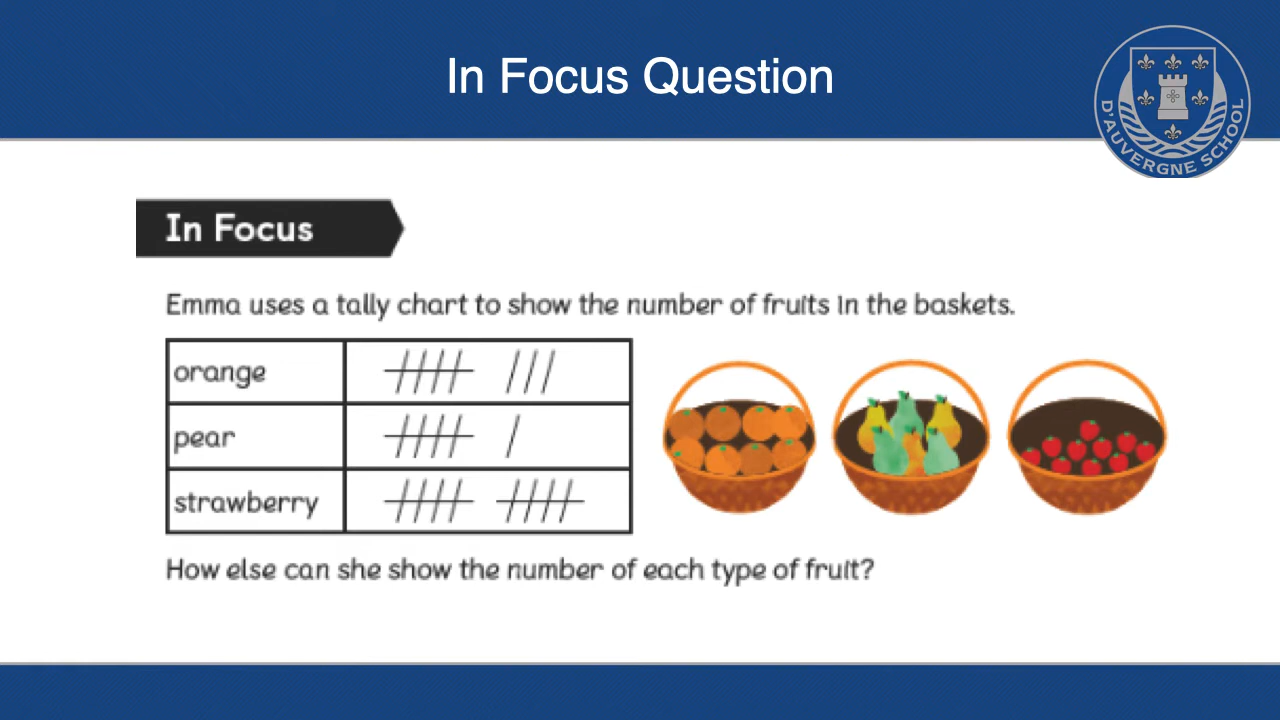 In Focus Question
D'AUVERGNE SCHOOL
In Focus
Emma uses a tally chart to show the number of fruits in the baskets.
orange
pear
strawberry
How else can she show the number of each type of fruit?